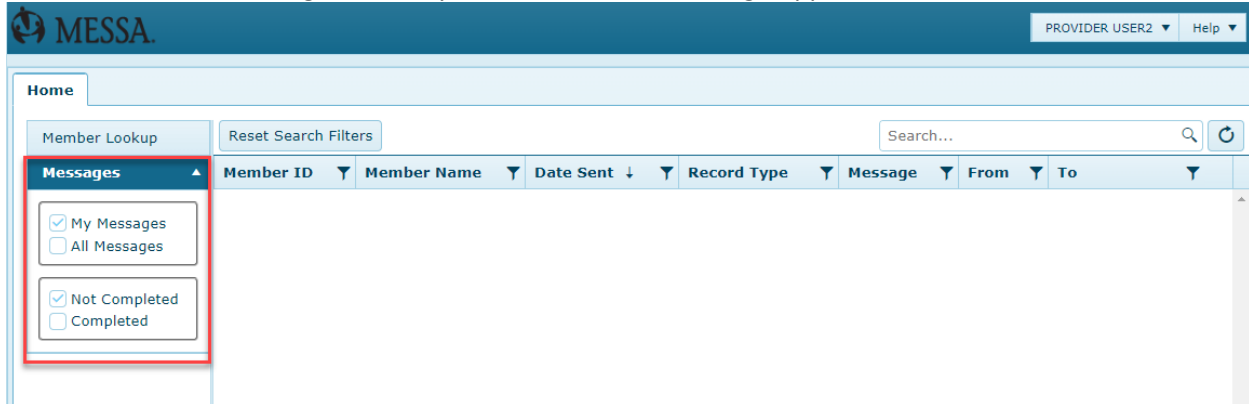 MESSA.
PROVIDER USER2 Help
Home
Member Lookup
Reset Search Filters
Search...
Messages
Member ID Member Name Date Sent ↓ Record Type Message From To
My Messages
All Messages
Not Completed
Completed